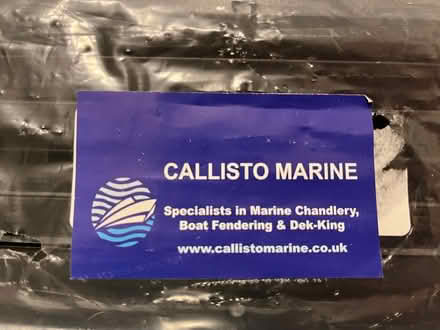 CALLISTO MARINE
Specialists in Marine Chandlery,
Boat Fendering & Dek-King
www.callistomarine.co.uk